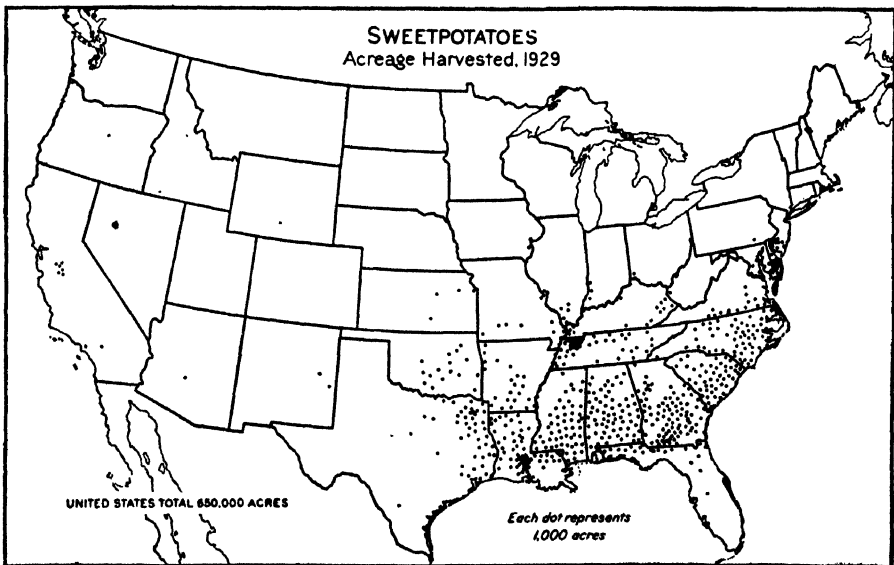 SWEETPOTATOES
Acreage Harvested, 1929
UNITED STATES TOTAL 650,000 ACRES
Each dot represents
1,000 acres